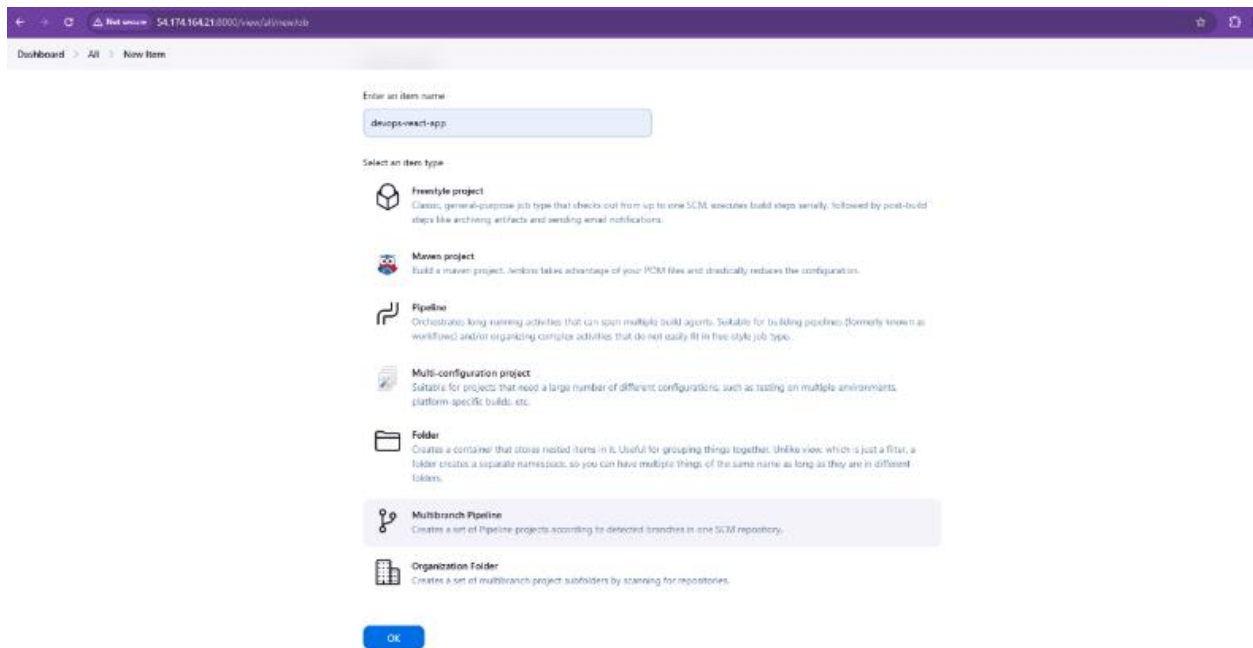 Not secure 54.174.164.21:8000/view/all/newJob
Dashboard > All > New Item
Enter an item name
devops-react-app
Select an item type
Freestyle project
Classic, general-purpose job type that checks out from up to one SCM, executes build steps serially, followed by post-build
steps like archiving artifacts and sending email notifications.
Maven project
Build a maven project. Jenkins takes advantage of your POM files and drastically reduces the configuration.
Pipeline
Orchestrates long-running activities that can span multiple build agents. Suitable for building pipelines (formerly known as
workflows) and/or organizing complex activities that do not easily fit in free-style job type.
Multi-configuration project
Suitable for projects that need a large number of different configurations, such as testing on multiple environments,
platform-specific builds, etc.
Folder
Creates a container that stores nested items in it. Useful for grouping things together. Unlike view, which is just a filter, a
folder creates a separate namespace, so you can have multiple things of the same name as long as they are in different
folders.
Multibranch Pipeline
Creates a set of Pipeline projects according to detected branches in one SCM repository.
Organization Folder
Creates a set of multibranch project subfolders by scanning for repositories.
OK